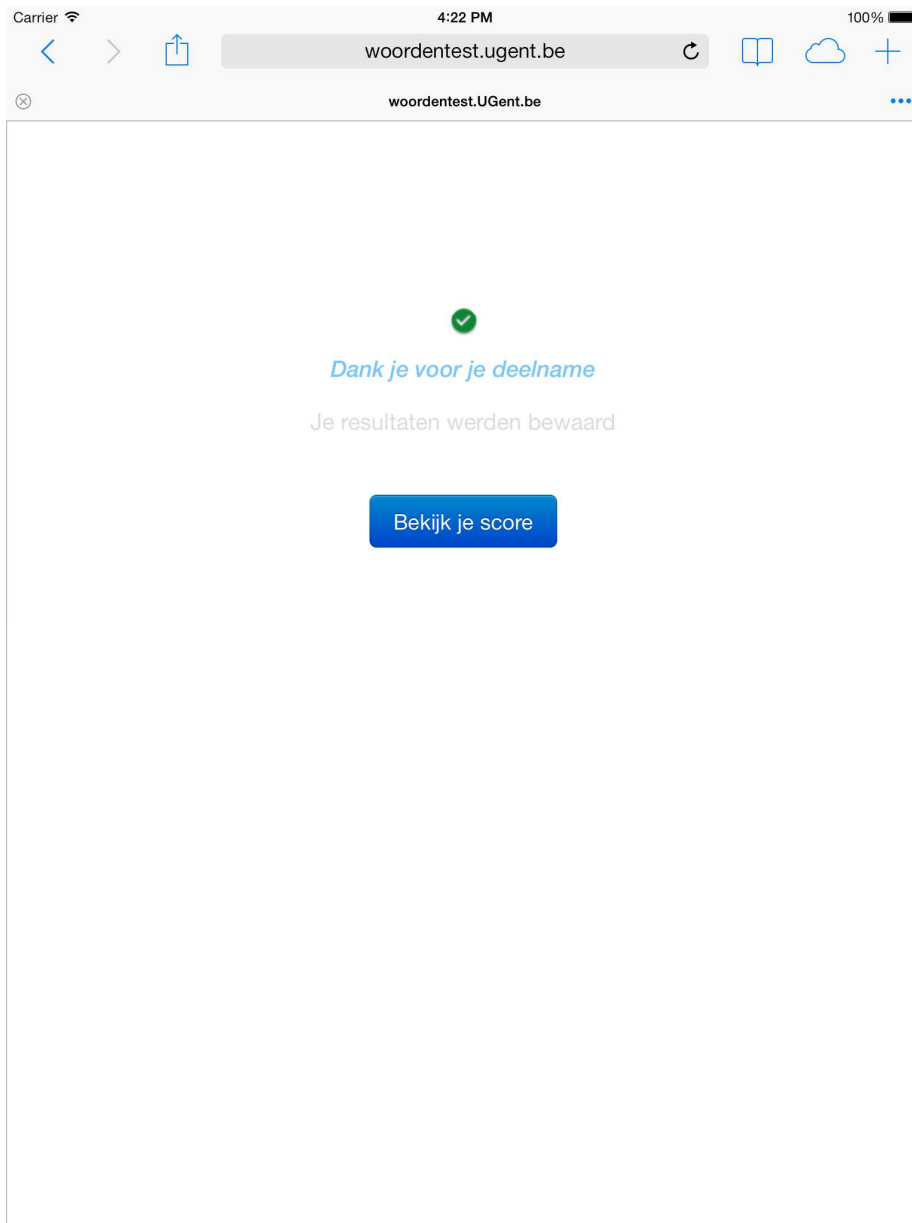 Carrier
4:22 PM
100%
woordentest.ugent.be
woordentest.UGent.be
Dank je voor je deelname
Je resultaten werden bewaard
Bekijk je score